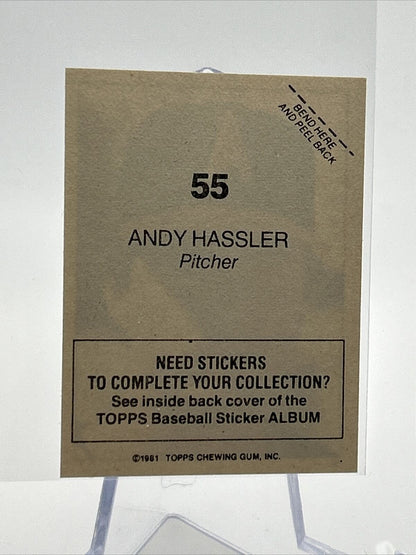 BEND HERE
AND PEEL BACK
55
ANDY HASSLER
Pitcher
NEED STICKERS
TO COMPLETE YOUR COLLECTION?
See inside back cover of the
TOPPS Baseball Sticker ALBUM
©1981 TOPPS CHEWING GUM, INC.